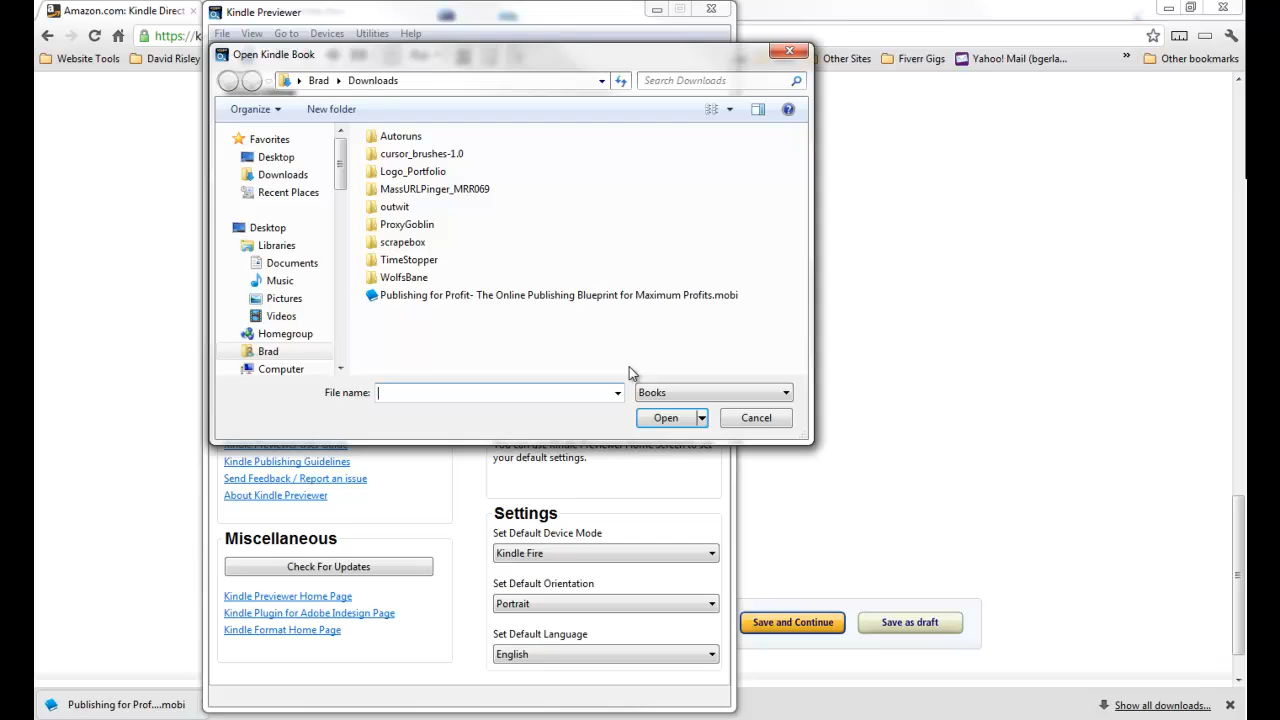 Amazon.com: Kindle Direct
Kindle Previewer
https://k
File View Go to Devices Utilities Help
Website Tools David Risley
Open Kindle Book
Other Sites Fiverr Gigs Yahoo! Mail (bgerla... » Other bookmarks
Brad Downloads
Search Downloads
Organize New folder
Favorites
Desktop
Downloads
Recent Places
Desktop
Libraries
Documents
Music
Pictures
Videos
Homegroup
Brad
Computer
Autoruns
cursor_brushes-1.0
Logo_Portfolio
MassURLPinger_MRR069
outwit
ProxyGoblin
scrapebox
TimeStopper
WolfsBane
Publishing for Profit- The Online Publishing Blueprint for Maximum Profits.mobi
File name:
Books
Open Cancel
Kindle Publishing Guidelines
Send Feedback / Report an issue
About Kindle Previewer
your default settings.
Miscellaneous
Check For Updates
Kindle Previewer Home Page
Kindle Plugin for Adobe Indesign Page
Kindle Format Home Page
Settings
Set Default Device Mode
Kindle Fire
Set Default Orientation
Portrait
Set Default Language
English
Save and Continue Save as draft
Publishing for Prof....mobi
Show all downloads...